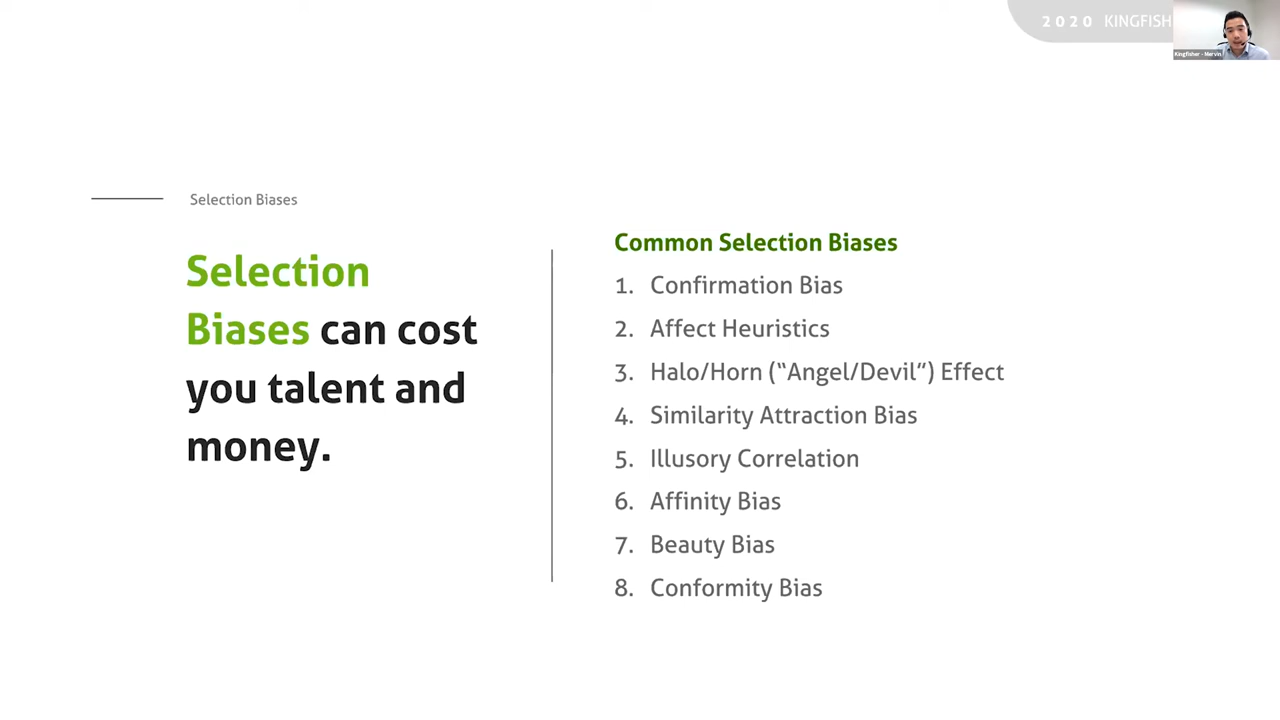 2020 KINGFISH
Kingfisher - Mervin
Selection Biases
Selection
Biases can cost
you talent and
money.
Common Selection Biases
1. Confirmation Bias
2. Affect Heuristics
3. Halo/Horn (“Angel/Devil”) Effect
4. Similarity Attraction Bias
5. Illusory Correlation
6. Affinity Bias
7. Beauty Bias
8. Conformity Bias